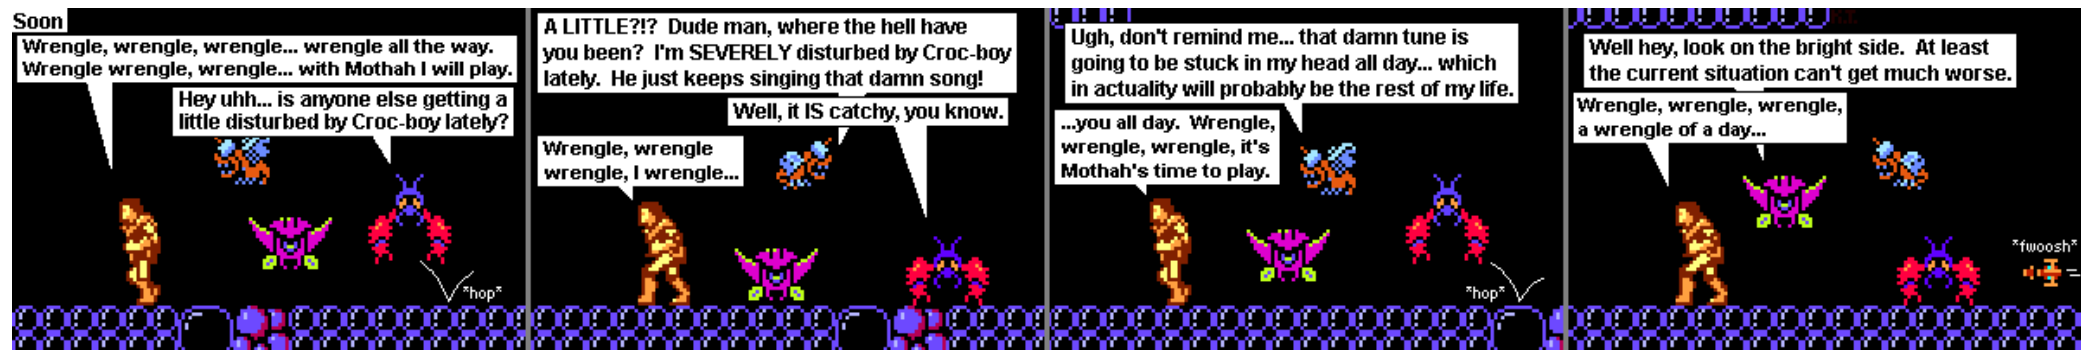 Soon
Wrengle, wrengle, wrengle... wrengle all the way.
Wrengle wrengle, wrengle... with Mothah I will play.
Hey uhh... is anyone else getting a
little disturbed by Croc-boy lately?
*hop*
A LITTLE?!?  Dude man, where the hell have
you been?  I'm SEVERELY disturbed by Croc-boy
lately.  He just keeps singing that damn song!
Well, it IS catchy, you know.
Wrengle, wrengle
wrengle, I wrengle...
Ugh, don't remind me... that damn tune is
going to be stuck in my head all day... which
in actuality will probably be the rest of my life.
...you all day.  Wrengle,
wrengle, wrengle, it's
Mothah's time to play.
*hop*
Well hey, look on the bright side.  At least
the current situation can't get much worse.
Wrengle, wrengle, wrengle,
a wrengle of a day...
*fwoosh*